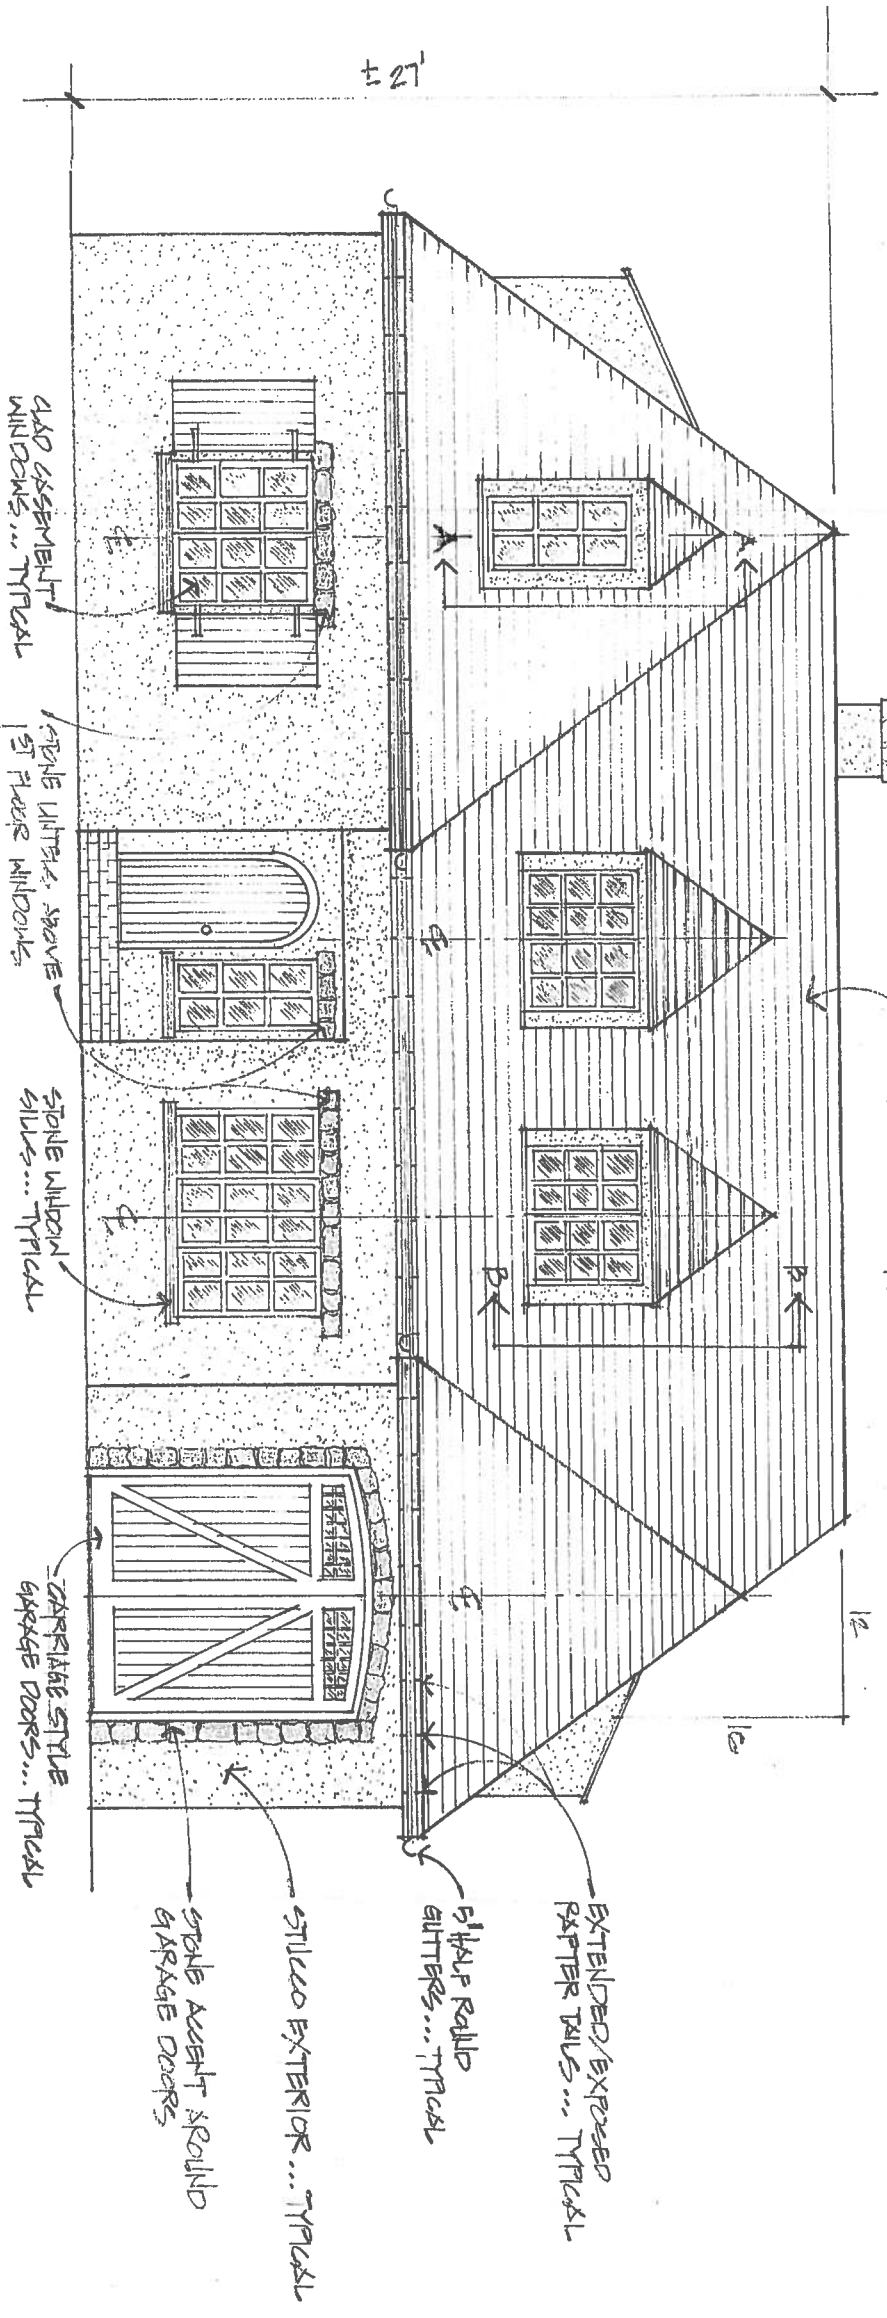 ± 27'
12
16
A
A
B
B
EXTENDED/EXPOSED
RAFTER TAILS... TYPICAL
5" HALF ROUND
GUTTERS... TYPICAL
STUCCO EXTERIOR... TYPICAL
STONE ACCENT AROUND
GARAGE DOORS
CLAD CASEMENT
WINDOWS... TYPICAL
STONE LINTELS ABOVE
1ST FLOOR WINDOWS
STONE WINDOW
SILLS... TYPICAL
CARRIAGE STYLE
GARAGE DOORS... TYPICAL